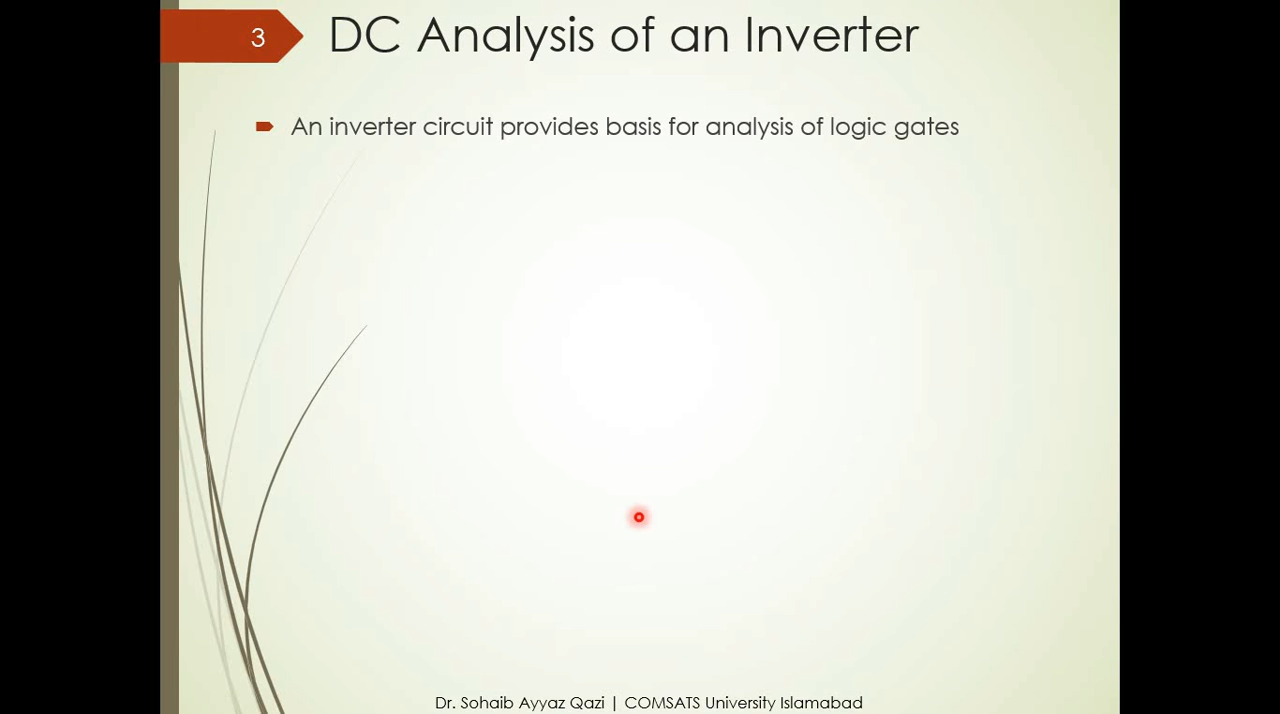 3
DC Analysis of an Inverter
An inverter circuit provides basis for analysis of logic gates
Dr. Sohaib Ayyaz Qazi | COMSATS University Islamabad